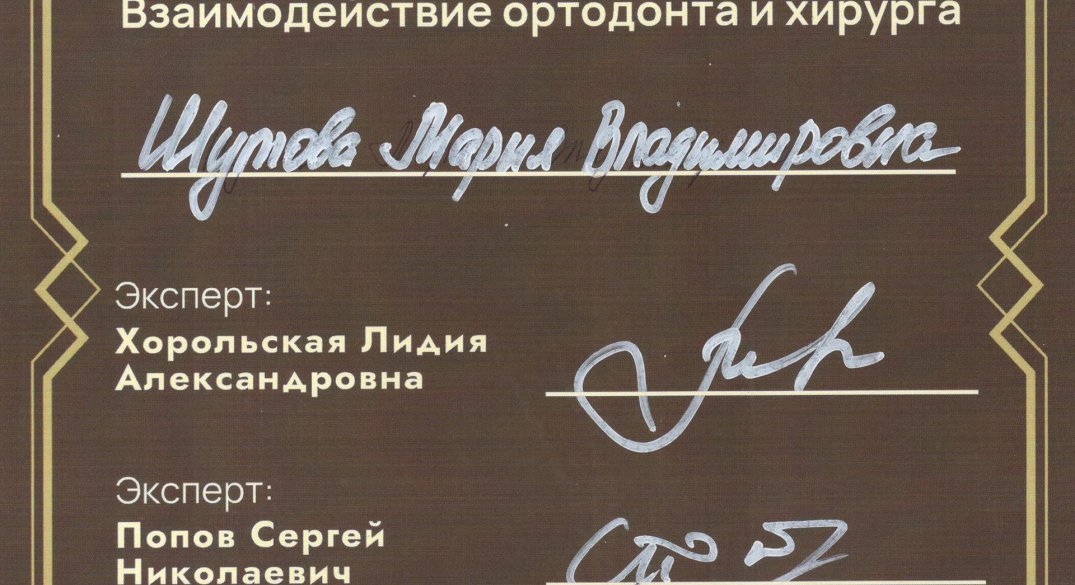 Взаимодействие ортодонта и хирурга
Шутова Мария Владимировна
Эксперт:
Хорольская Лидия
Александровна
Эксперт:
Попов Сергей
Николаевич